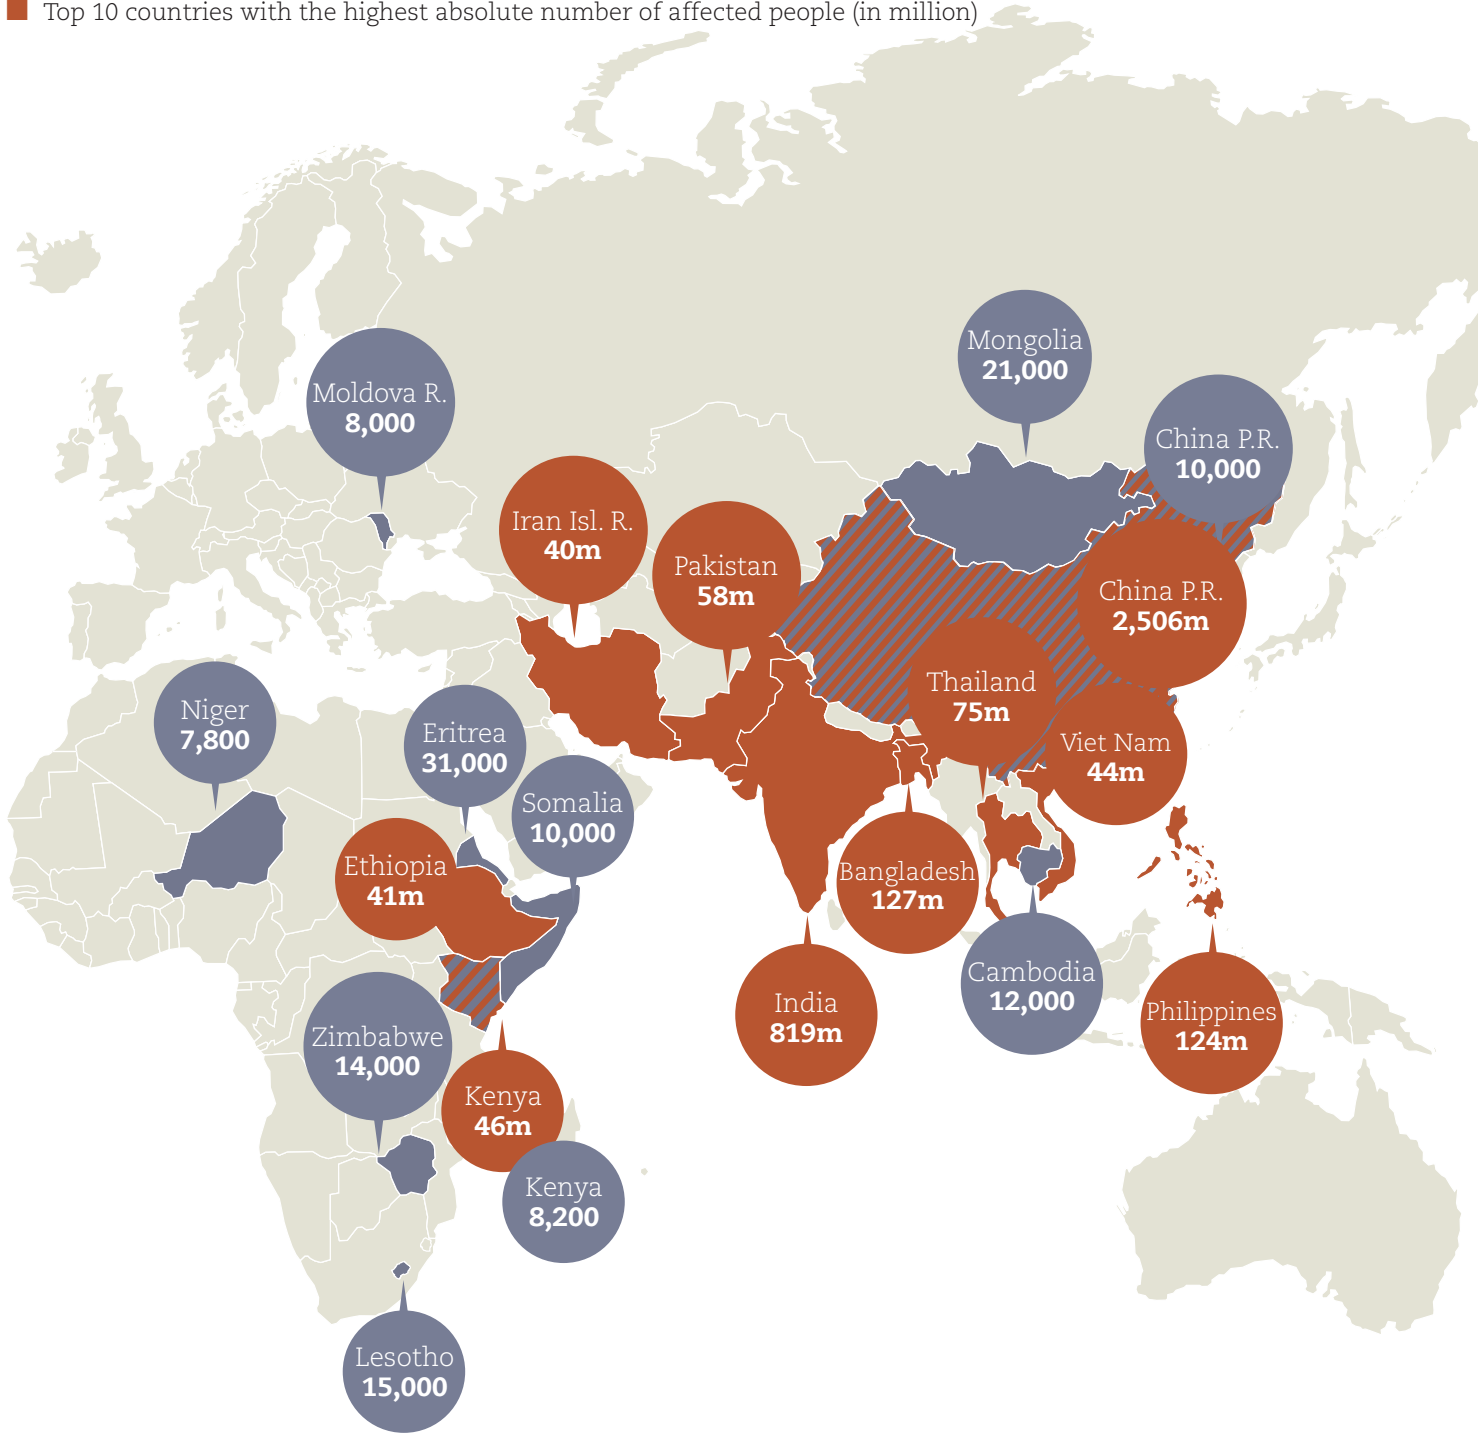 Top 10 countries with the highest absolute number of affected people (in million)
Mongolia
21,000
Moldova R.
8,000
China P.R.
10,000
Iran Isl. R.
40m
Pakistan
58m
China P.R.
2,506m
Thailand
75m
Niger
7,800
Eritrea
31,000
Viet Nam
44m
Somalia
10,000
Ethiopia
41m
Bangladesh
127m
Cambodia
12,000
India
819m
Philippines
124m
Zimbabwe
14,000
Kenya
46m
Kenya
8,200
Lesotho
15,000